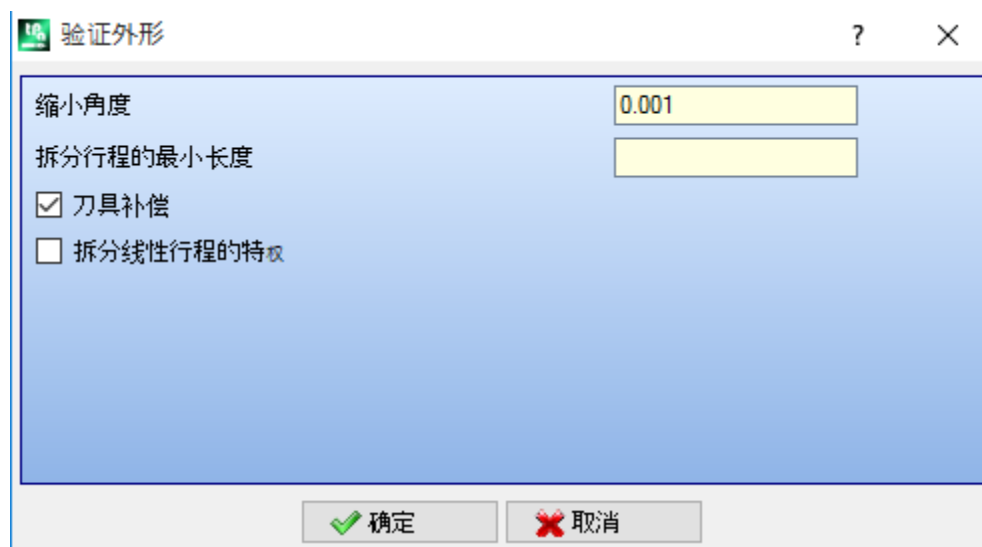 验证外形
缩小角度 0.001
拆分行程的最小长度
刀具补偿
拆分线性行程的特权
确定 取消